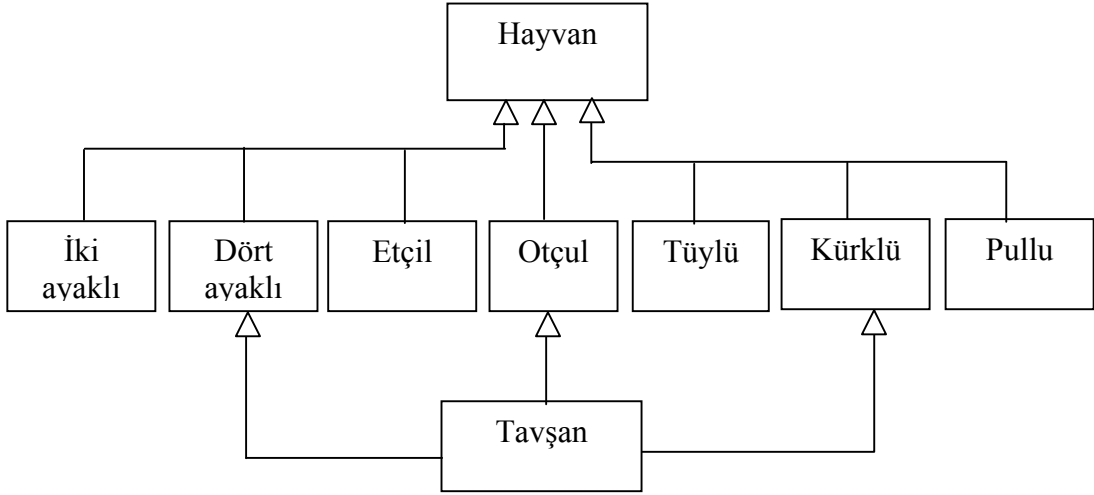 Hayvan
İki
ayaklı
Dört
ayaklı
Etçil
Otçul
Tüylü
Kürklü
Pullu
Tavşan